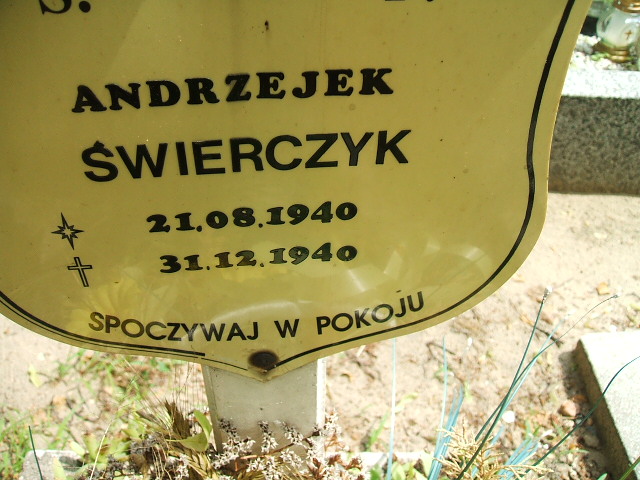 Ś. P.
ANDRZEJEK
ŚWIERCZYK
21.08.1940
31.12.1940
SPOCZYWAJ W POKOJU